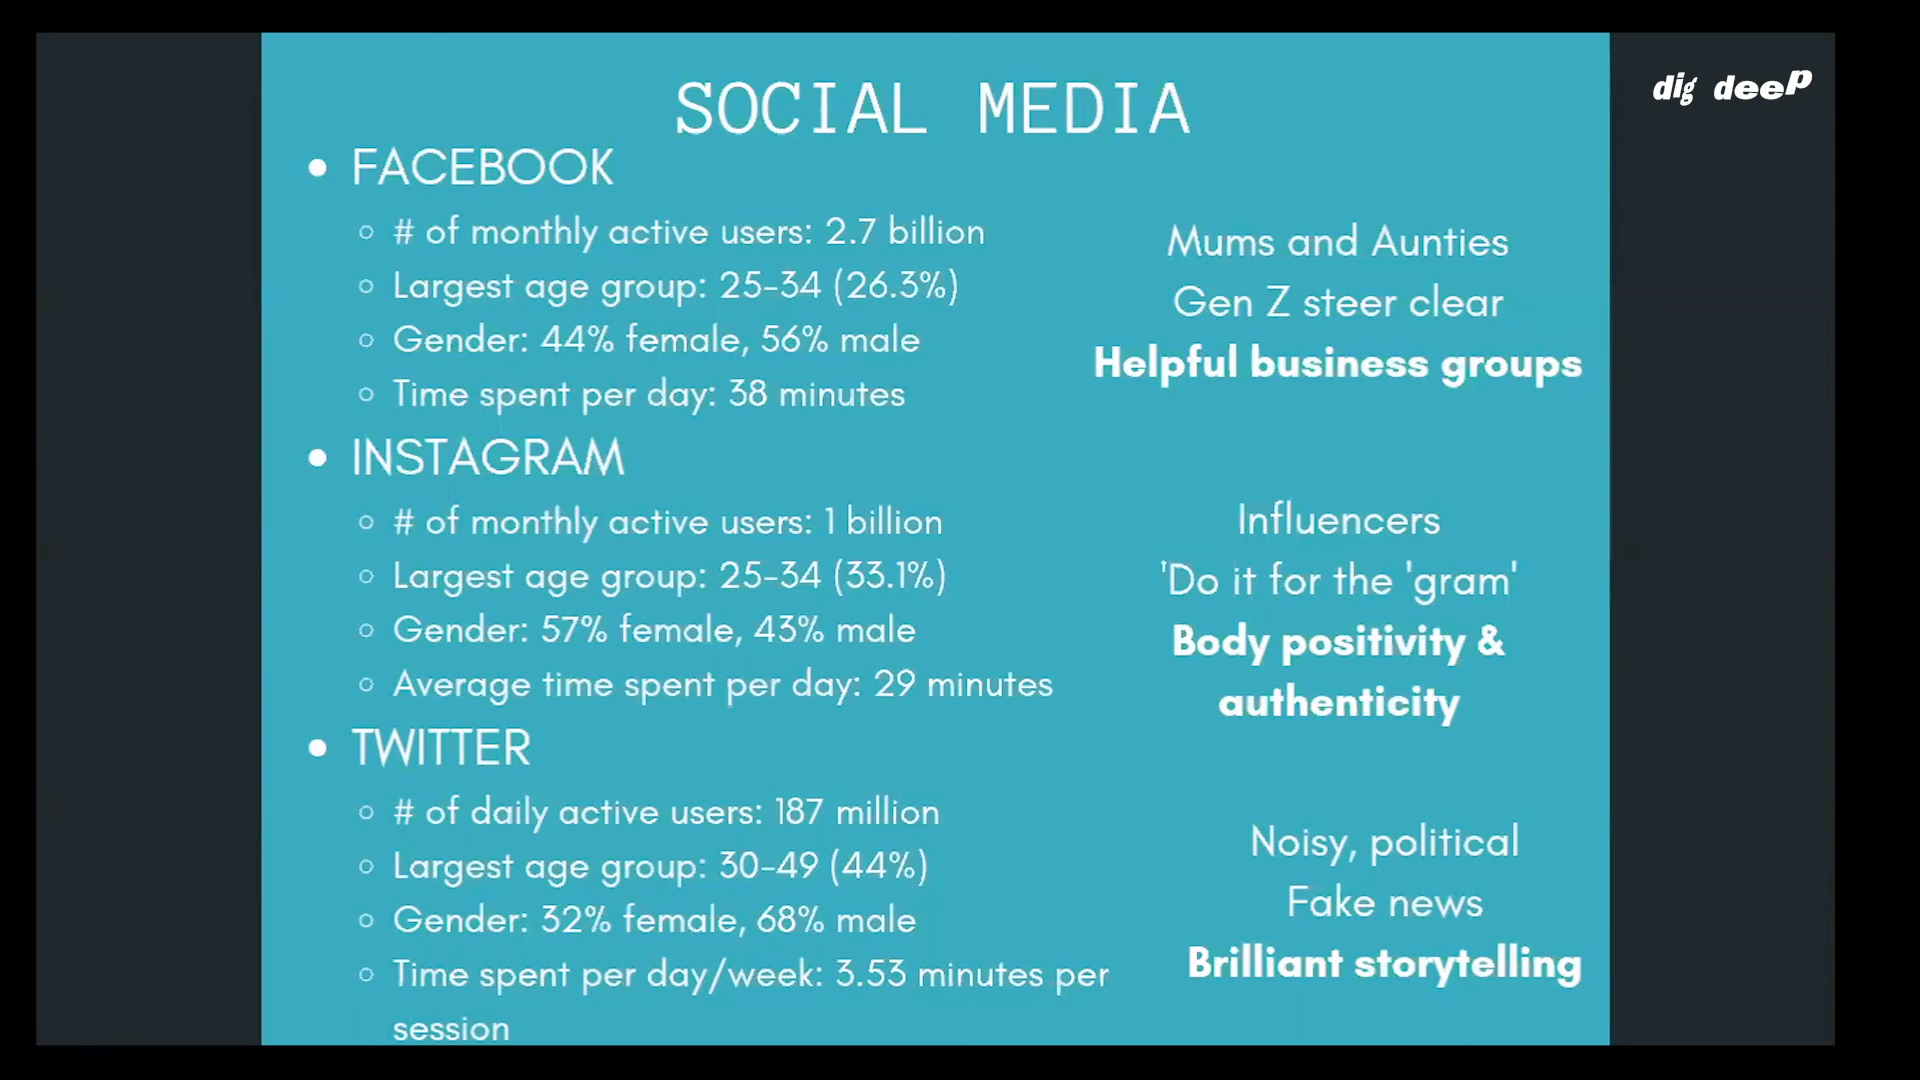 SOCIAL MEDIA
dig deep
• FACEBOOK
◦ # of monthly active users: 2.7 billion
◦ Largest age group: 25-34 (26.3%)
◦ Gender: 44% female, 56% male
◦ Time spent per day: 38 minutes
Mums and Aunties
Gen Z steer clear
Helpful business groups
• INSTAGRAM
◦ # of monthly active users: 1 billion
◦ Largest age group: 25-34 (33.1%)
◦ Gender: 57% female, 43% male
◦ Average time spent per day: 29 minutes
Influencers
'Do it for the 'gram'
Body positivity &
authenticity
• TWITTER
◦ # of daily active users: 187 million
◦ Largest age group: 30-49 (44%)
◦ Gender: 32% female, 68% male
◦ Time spent per day/week: 3.53 minutes per
session
Noisy, political
Fake news
Brilliant storytelling